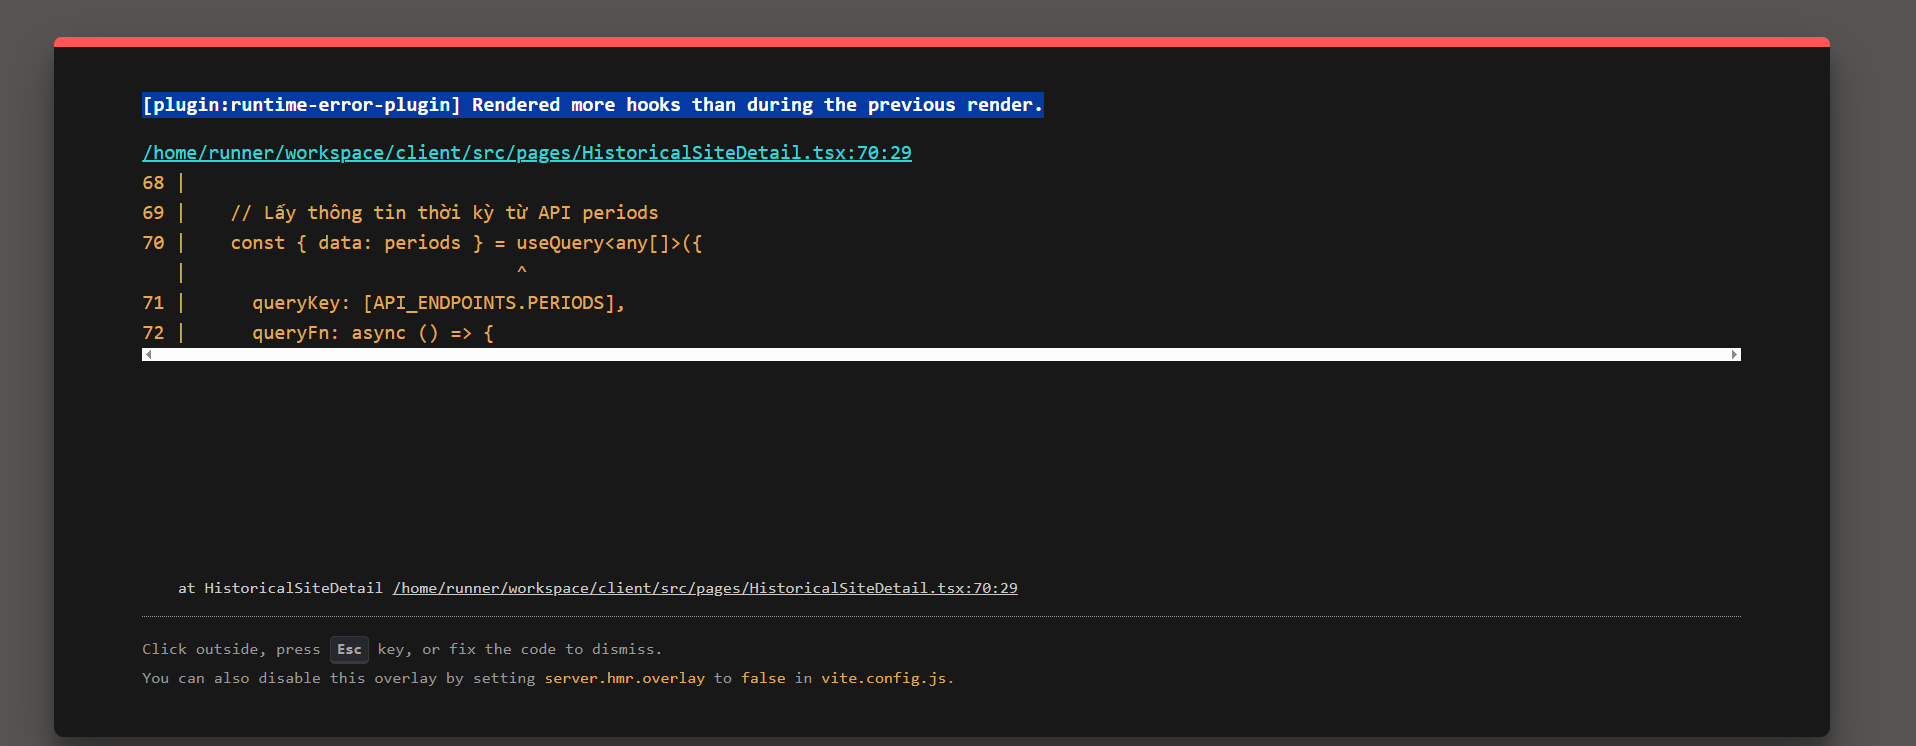 [plugin:runtime-error-plugin] Rendered more hooks than during the previous render.
/home/runner/workspace/client/src/pages/HistoricalSiteDetail.tsx:70:29
68 |
69 |    // Lấy thông tin thời kỳ từ API periods
70 |    const { data: periods } = useQuery<any[]>({
   |                              ^
71 |      queryKey: [API_ENDPOINTS.PERIODS],
72 |      queryFn: async () => {
at HistoricalSiteDetail /home/runner/workspace/client/src/pages/HistoricalSiteDetail.tsx:70:29
Click outside, press Esc key, or fix the code to dismiss.
You can also disable this overlay by setting server.hmr.overlay to false in vite.config.js.